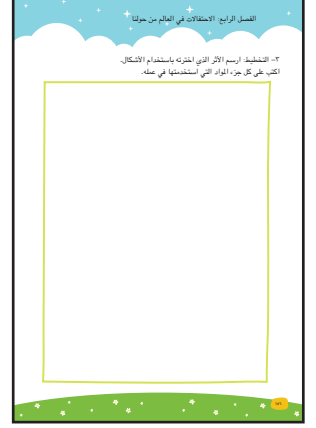 الفصل الرابع: الاحتفالات في العالم من حولنا
٣- التخطيط: ارسم الأثر الذي اخترته باستخدام الأشكال.
اكتب على كل جزء المواد التي استخدمتها في عمله.